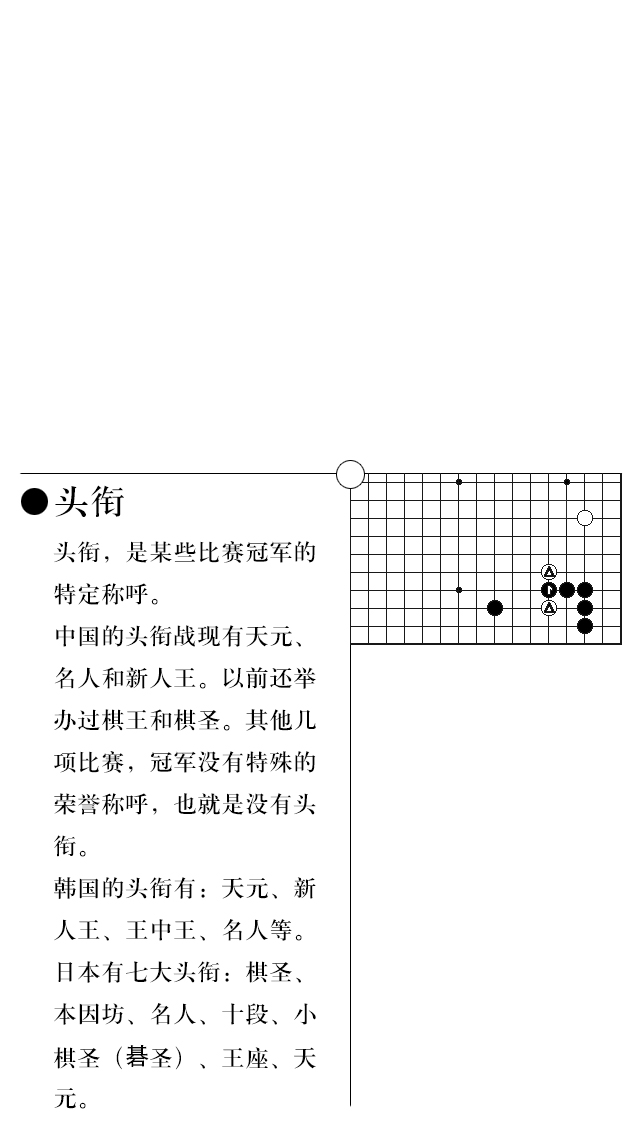 头衔
头衔，是某些比赛冠军的
特定称呼。
中国的头衔战现有天元、
名人和新人王。以前还举
办过棋王和棋圣。其他几
项比赛，冠军没有特殊的
荣誉称呼，也就是没有头
衔。
韩国的头衔有：天元、新
人王、王中王、名人等。
日本有七大头衔：棋圣、
本因坊、名人、十段、小
棋圣（碁圣）、王座、天
元。
1